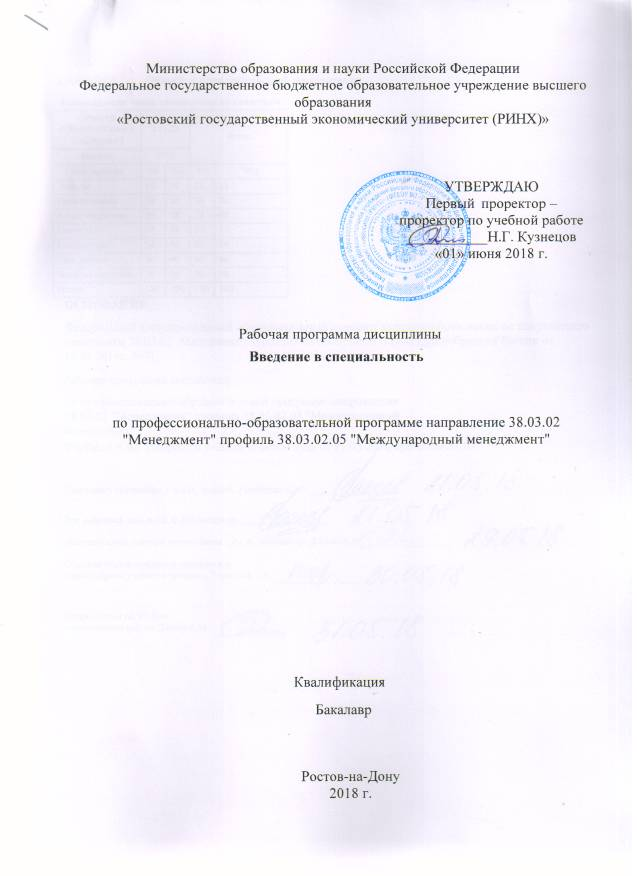 Министерство образования и науки Российской Федерации
Федеральное государственное бюджетное образовательное учреждение высшего
образования
«Ростовский государственный экономический университет (РИНХ)»
УТВЕРЖДАЮ
Первый проректор –
проректор по учебной работе
Н.Г. Кузнецов
«01» июня 2018 г.
Рабочая программа дисциплины
Введение в специальность
по профессионально-образовательной программе направление 38.03.02
"Менеджмент" профиль 38.03.02.05 "Международный менеджмент"
Квалификация
Бакалавр
Ростов-на-Дону
2018 г.